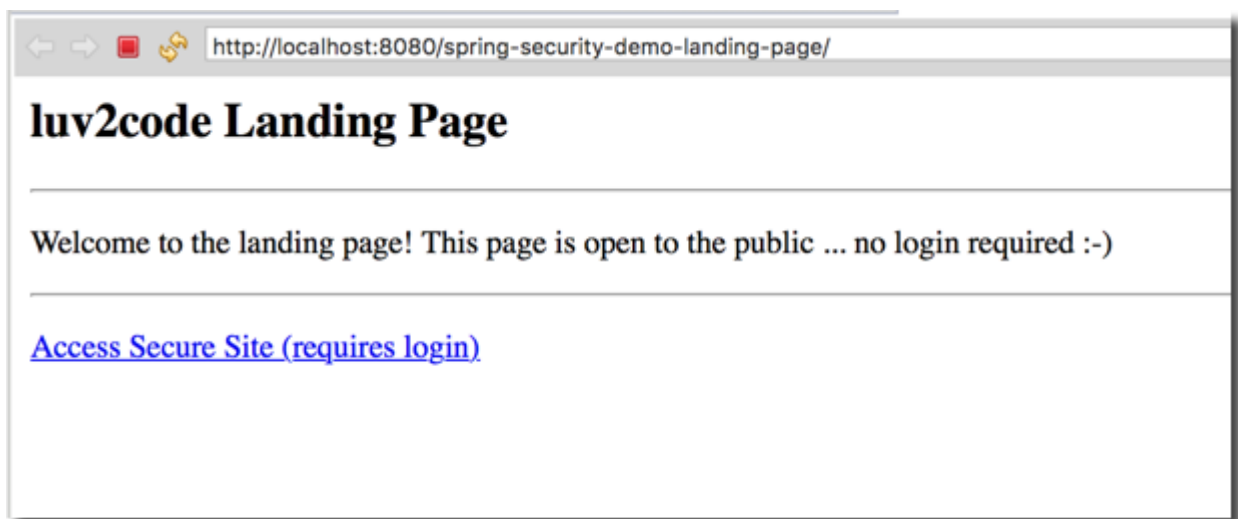 http://localhost:8080/spring-security-demo-landing-page/
luv2code Landing Page
Welcome to the landing page! This page is open to the public ... no login required :-)
Access Secure Site (requires login)